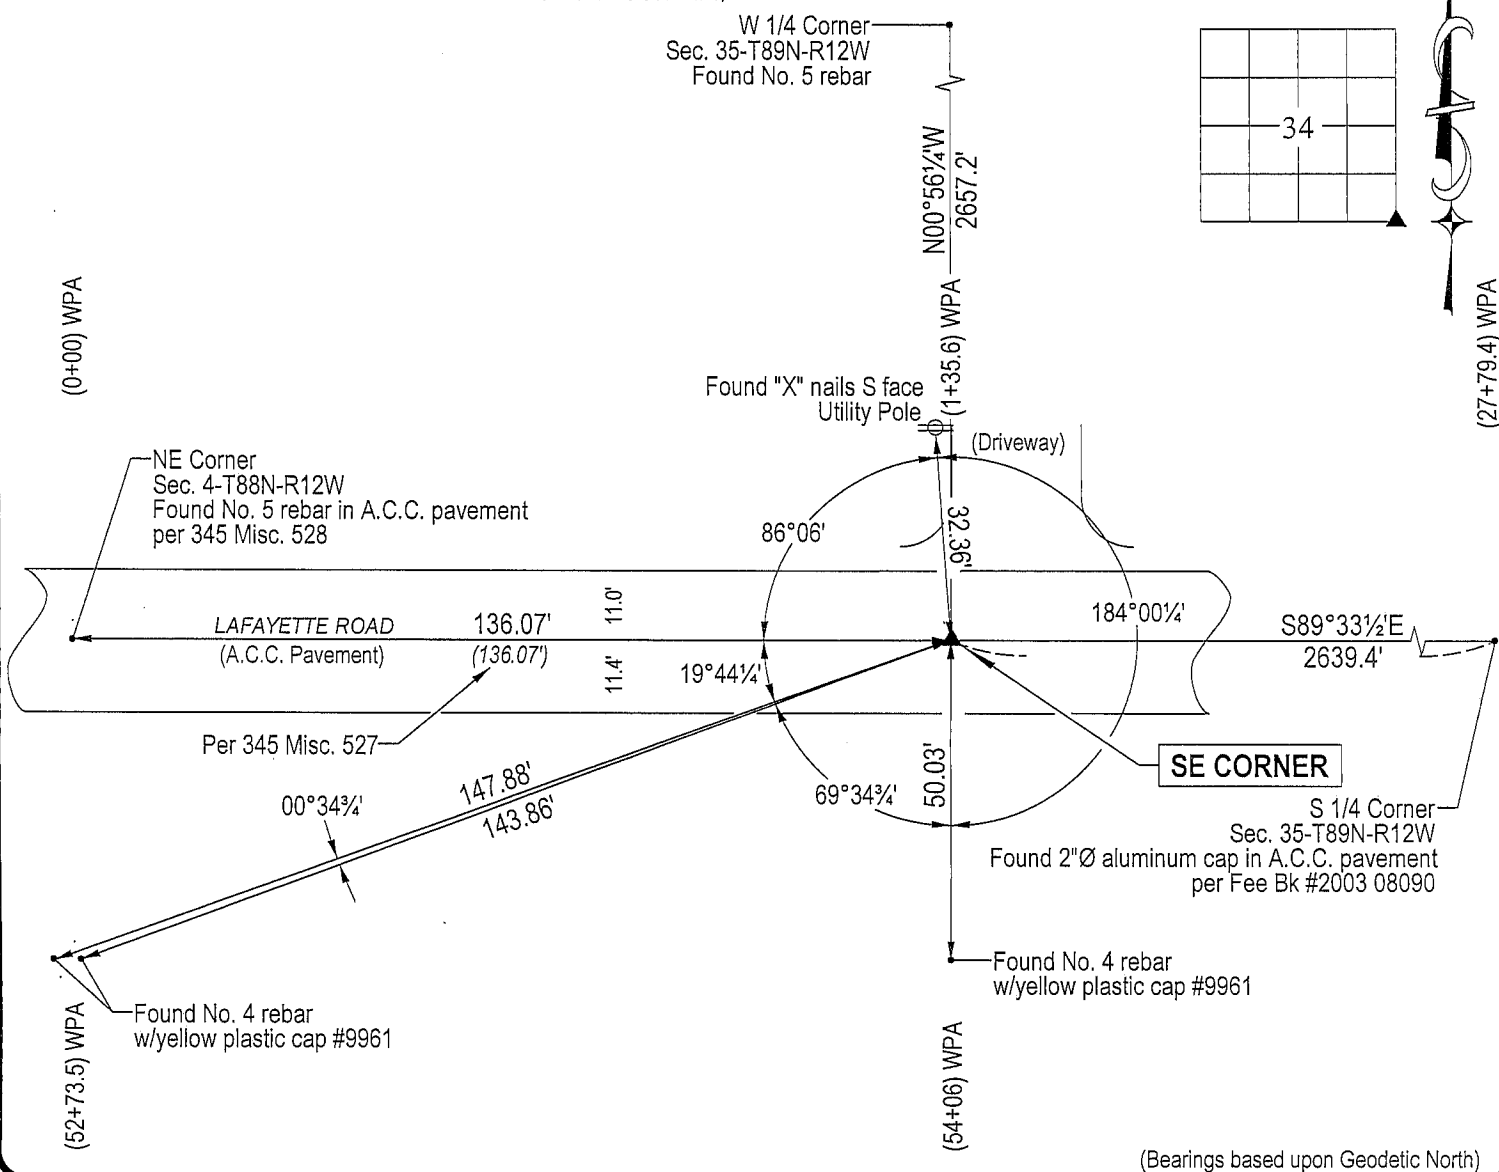 W 1/4 Corner
Sec. 35-T89N-R12W
Found No. 5 rebar
34
N00°56¼'W
2657.2'
(0+00) WPA
(1+35.6) WPA
(27+79.4) WPA
Found "X" nails S face
Utility Pole
(Driveway)
NE Corner
Sec. 4-T88N-R12W
Found No. 5 rebar in A.C.C. pavement
per 345 Misc. 528
86°06'
32.36'
11.0'
184°00¼'
LAFAYETTE ROAD
136.07'
S89°33½'E
(A.C.C. Pavement)
(136.07')
11.4'
19°44¼'
2639.4'
Per 345 Misc. 527
SE CORNER
147.88'
143.86'
00°34¾'
69°34¾'
50.03'
S 1/4 Corner
Sec. 35-T89N-R12W
Found 2"Ø aluminum cap in A.C.C. pavement
per Fee Bk #2003 08090
Found No. 4 rebar
w/yellow plastic cap #9961
Found No. 4 rebar
w/yellow plastic cap #9961
(52+73.5) WPA
(54+06) WPA
(Bearings based upon Geodetic North)